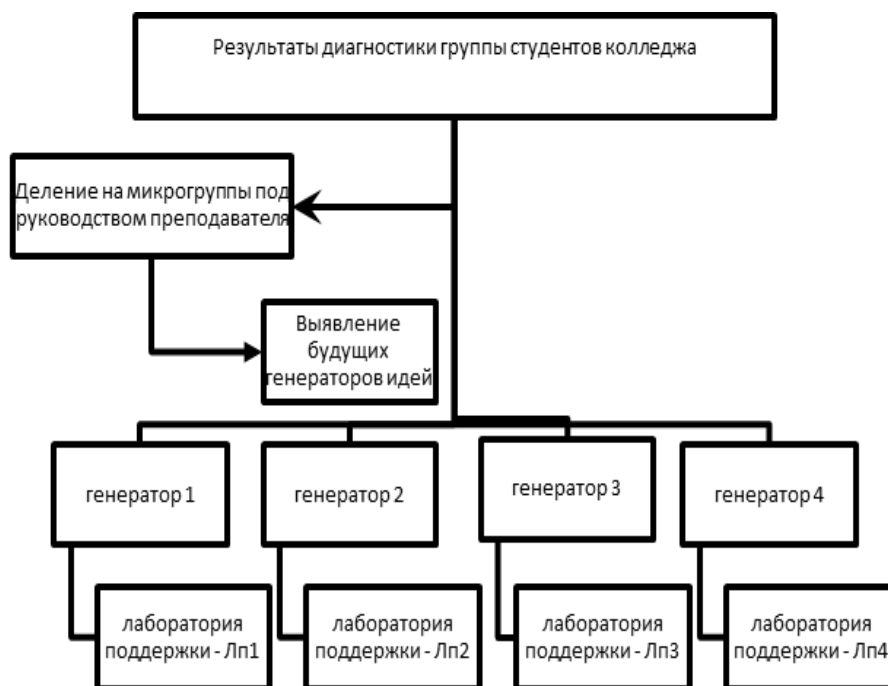 Результаты диагностики группы студентов колледжа
Деление на микрогруппы под
руководством преподавателя
Выявление
будущих
генераторов идей
генератор 1
генератор 2
генератор 3
генератор 4
лаборатория
поддержки - Лп1
лаборатория
поддержки - Лп2
лаборатория
поддержки - Лп3
лаборатория
поддержки - Лп4